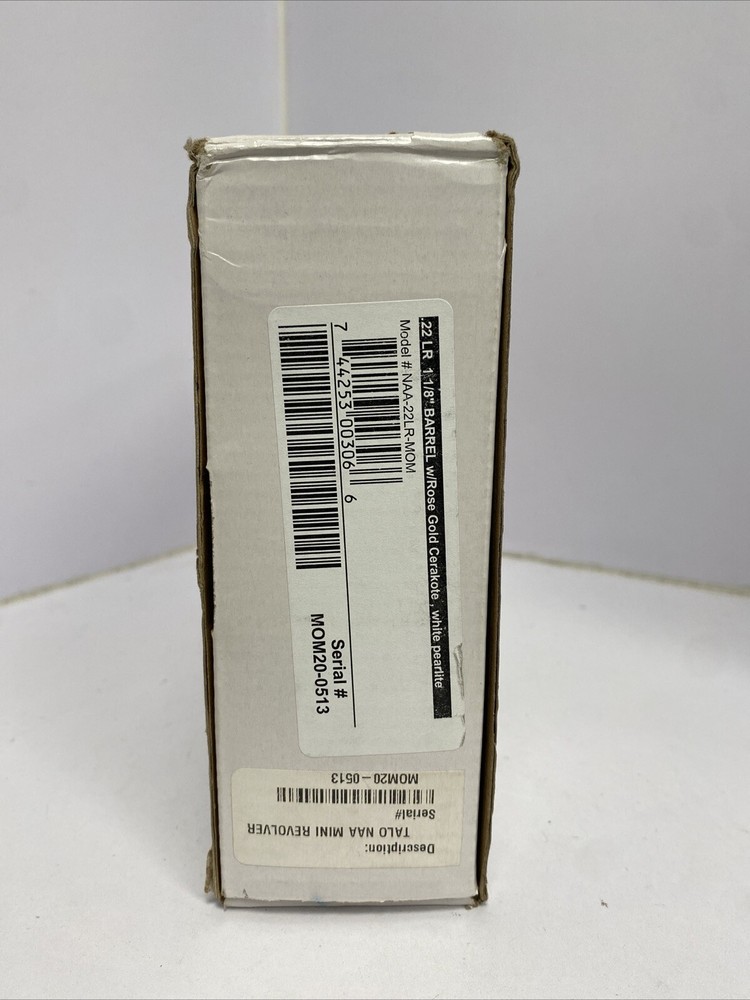 .22 LR 1 1/8" BARREL w/Rose Gold Cerakote , white pearlite
Model # NAA-22LR-MOM
7 44253 00306 6
Serial #
MOM20-0513
Description:
TALO NAA MINI REVOLVER
Serial#
MOM20-0513